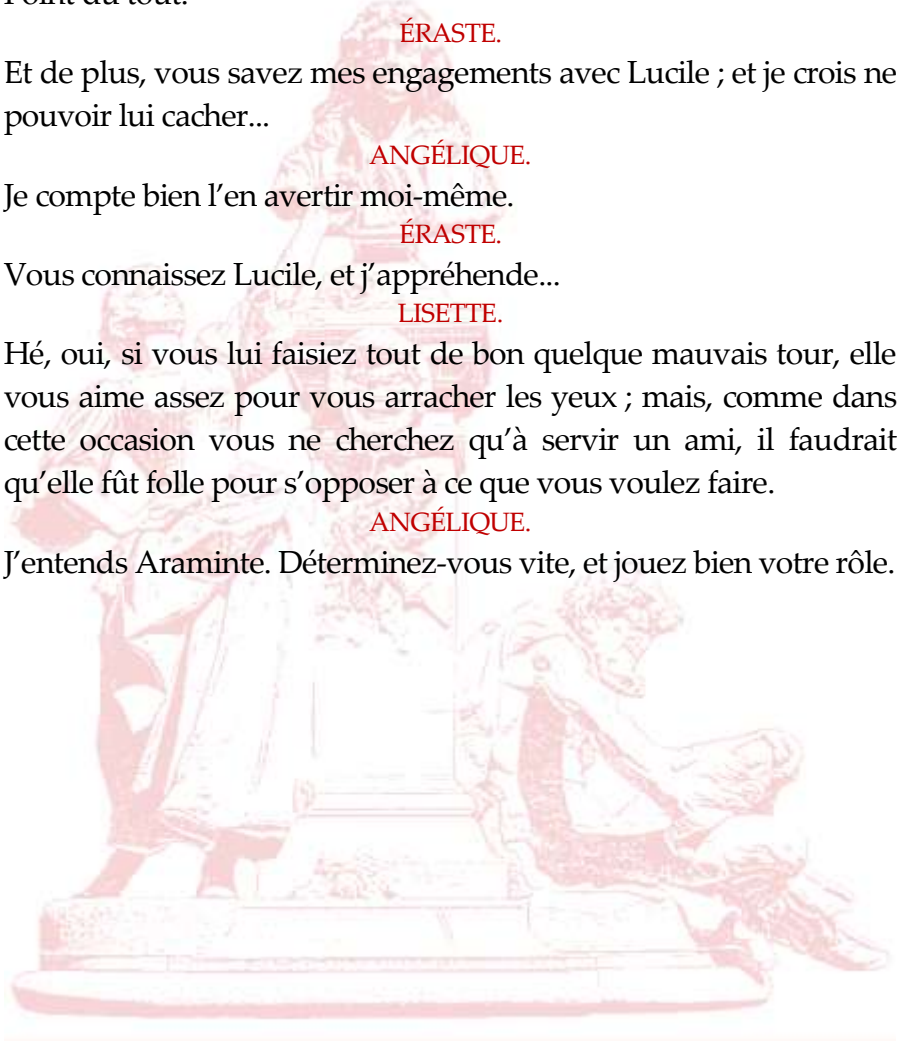 Point du tout.
ÉRASTE.
Et de plus, vous savez mes engagements avec Lucile ; et je crois ne
pouvoir lui cacher...
ANGÉLIQUE.
Je compte bien l’en avertir moi-même.
ÉRASTE.
Vous connaissez Lucile, et j’appréhende...
LISETTE.
Hé, oui, si vous lui faisiez tout de bon quelque mauvais tour, elle
vous aime assez pour vous arracher les yeux ; mais, comme dans
cette occasion vous ne cherchez qu’à servir un ami, il faudrait
qu’elle fût folle pour s’opposer à ce que vous voulez faire.
ANGÉLIQUE.
J’entends Araminte. Déterminez-vous vite, et jouez bien votre rôle.